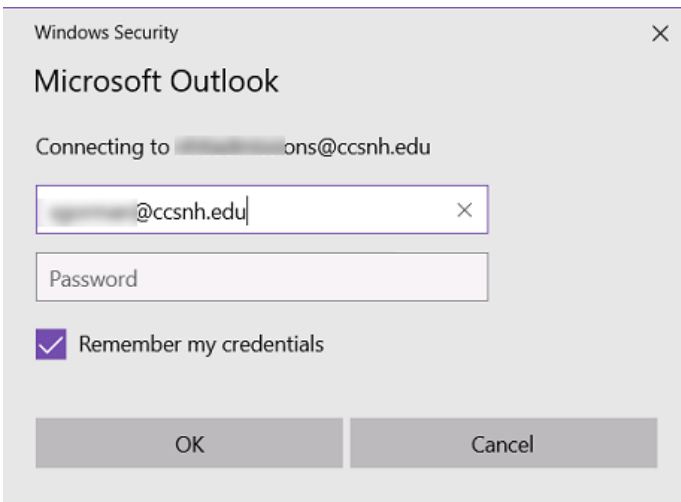 Windows Security
Microsoft Outlook
Connecting to ons@ccsnh.edu
@ccsnh.edu
Password
Remember my credentials
OK Cancel